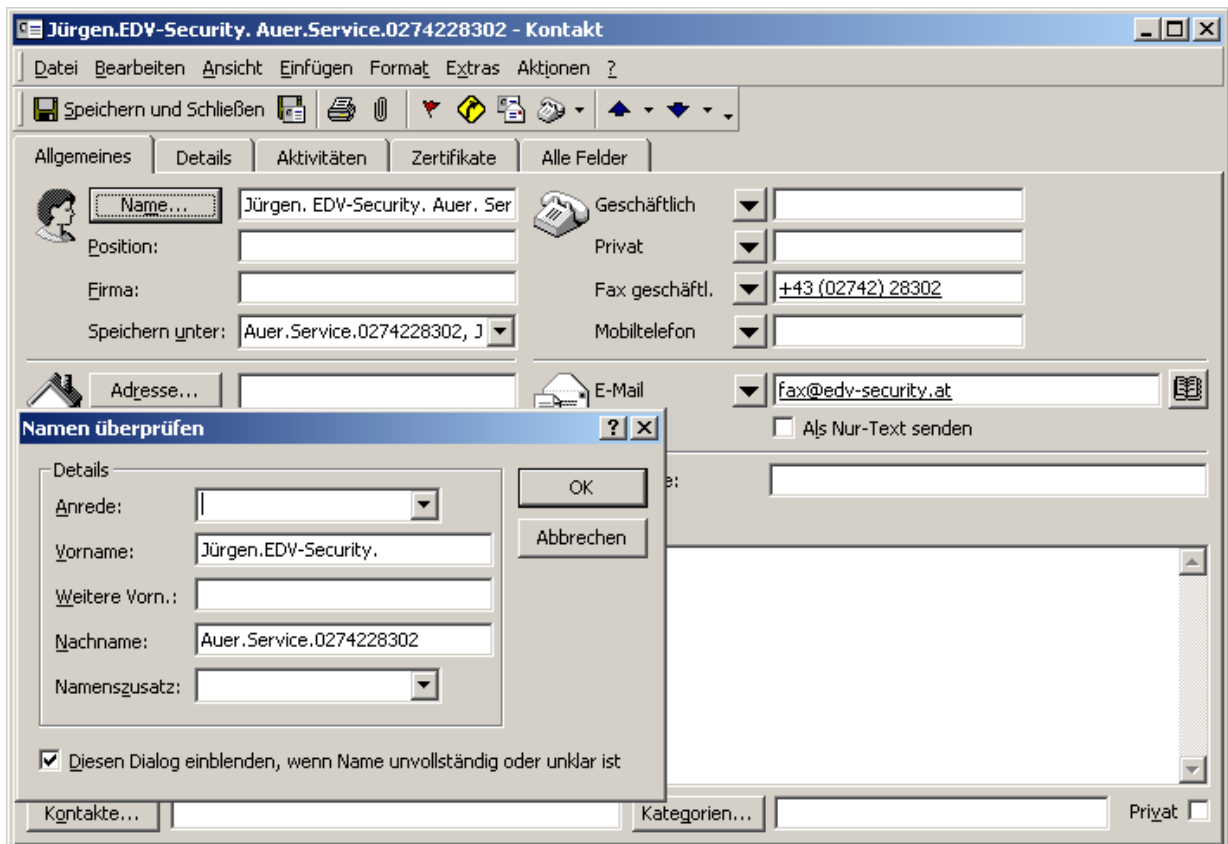 Jürgen.EDV-Security. Auer.Service.0274228302 - Kontakt
Datei Bearbeiten Ansicht Einfügen Format Extras Aktionen ?
Speichern und Schließen
Allgemeines Details Aktivitäten Zertifikate Alle Felder
Name... Jürgen. EDV-Security. Auer. Ser Geschäftlich
Position: Privat
Firma: Fax geschäftl. +43 (02742) 28302
Speichern unter: Auer.Service.0274228302, J Mobiltelefon
Adresse... E-Mail fax@edv-security.at
Als Nur-Text senden
Namen überprüfen
Details
Anrede:
Vorname: Jürgen.EDV-Security.
Weitere Vorn.:
Nachname: Auer.Service.0274228302
Namenszusatz:
OK
Abbrechen
Diesen Dialog einblenden, wenn Name unvollständig oder unklar ist
e:
Kontakte... Kategorien... Privat